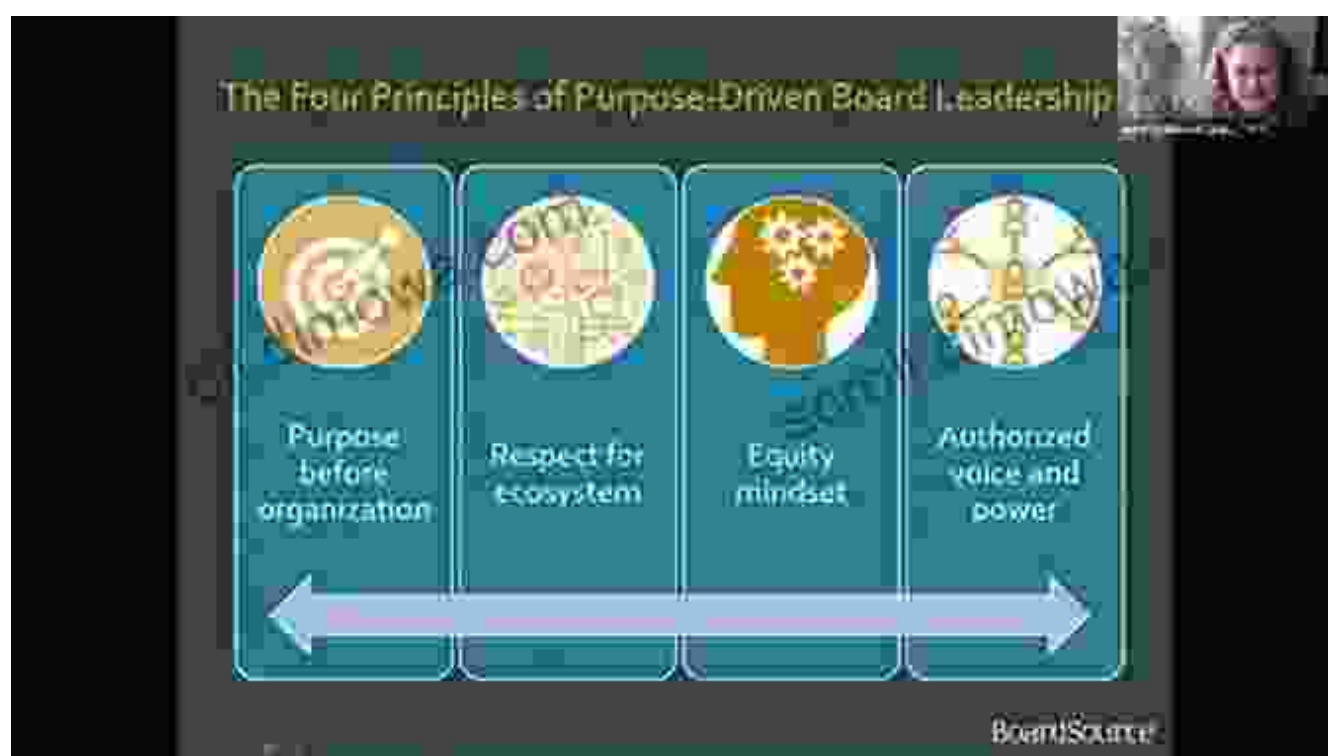 The Four Principles of Purpose-Driven Board Leadership
Purpose
before
organization
Respect for
ecosystem
Equity
mindset
Authorized
voice and
power
BoardSource